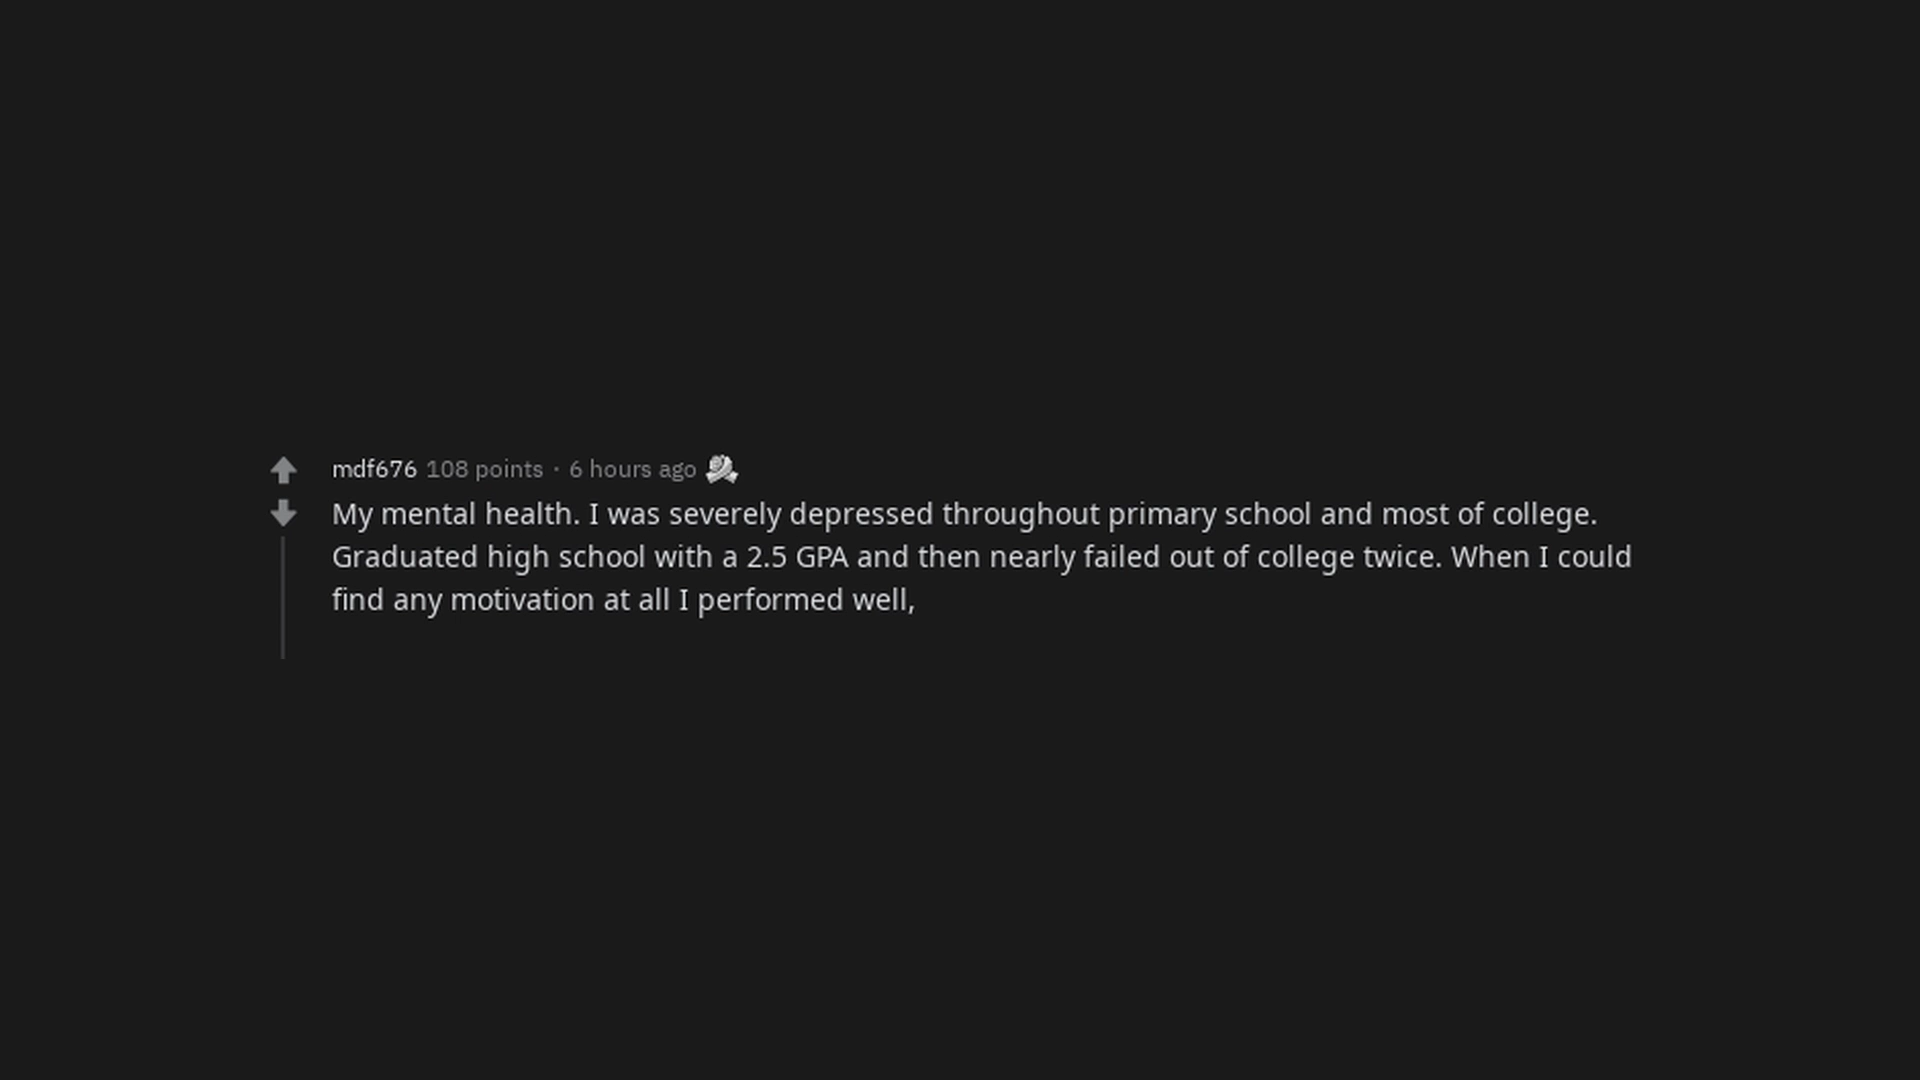 mdf676 108 points · 6 hours ago
My mental health. I was severely depressed throughout primary school and most of college.
Graduated high school with a 2.5 GPA and then nearly failed out of college twice. When I could
find any motivation at all I performed well,